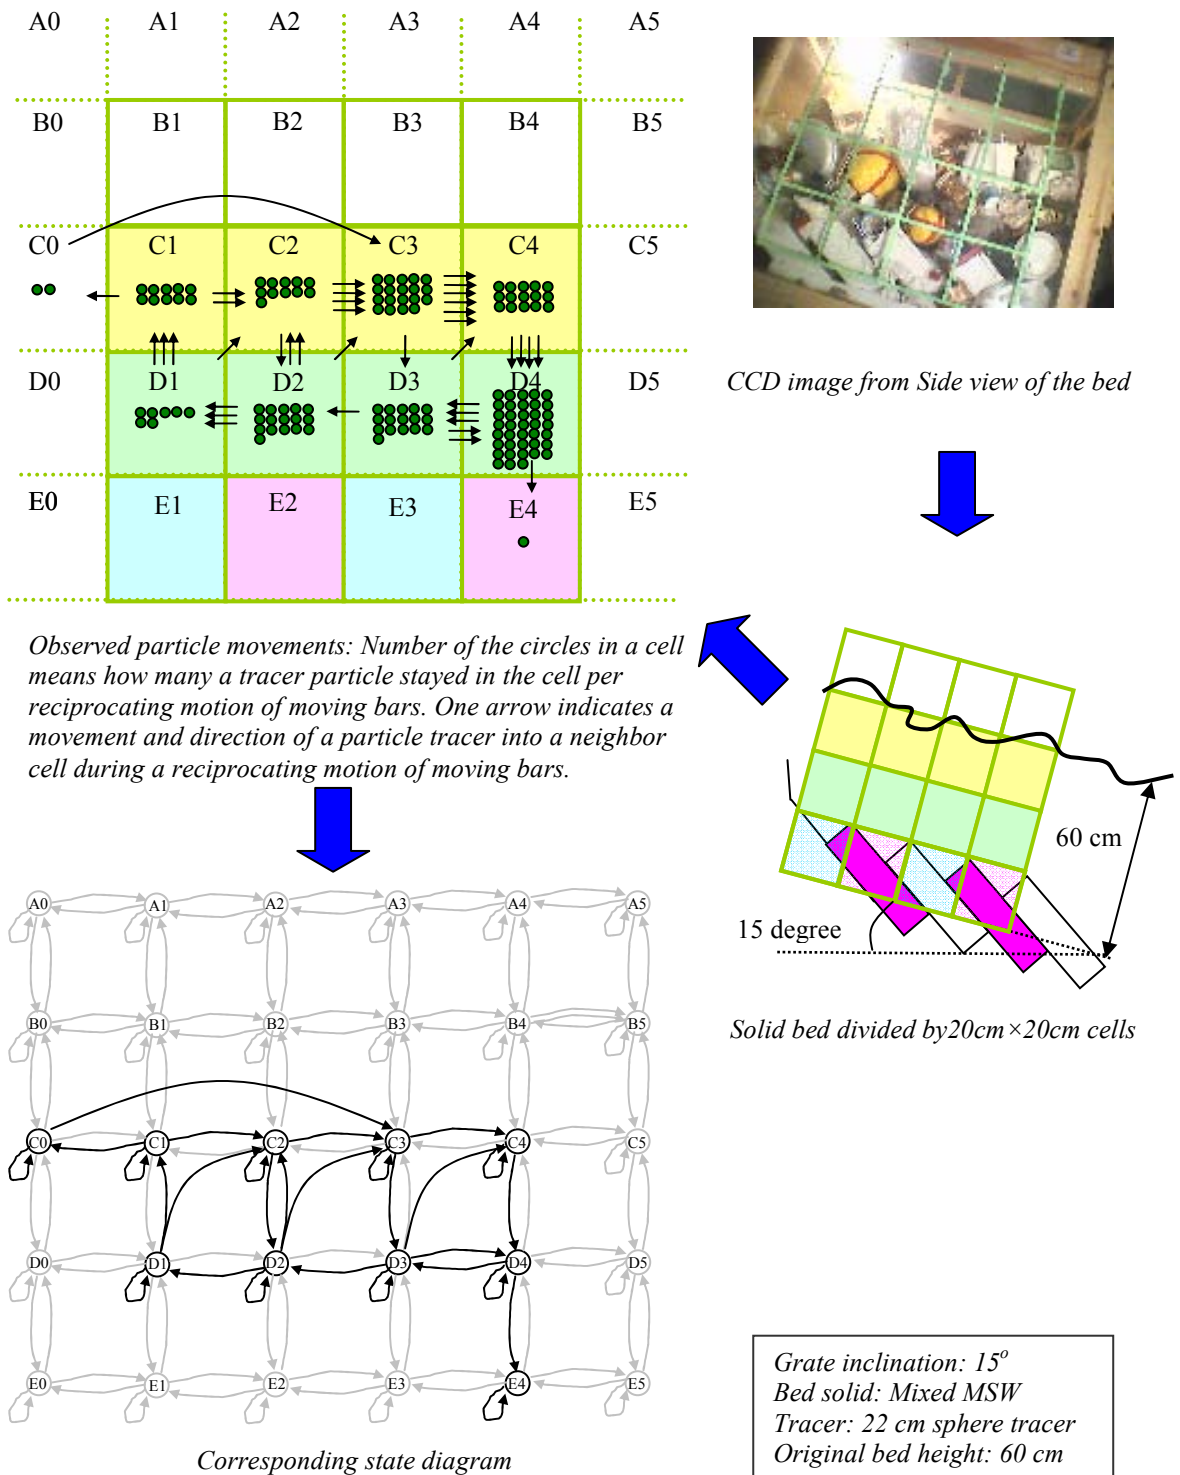 A0 A1 A2 A3 A4 A5
B0 B1 B2 B3 B4 B5
C0 C1 C2 C3 C4 C5
D0 D1 D2 D3 D4 D5
E0 E1 E2 E3 E4 E5
CCD image from Side view of the bed
Observed particle movements: Number of the circles in a cell
means how many a tracer particle stayed in the cell per
reciprocating motion of moving bars. One arrow indicates a
movement and direction of a particle tracer into a neighbor
cell during a reciprocating motion of moving bars.
60 cm
15 degree
Solid bed divided by20cm×20cm cells
A0 A1 A2 A3 A4 A5
B0 B1 B2 B3 B4 B5
C0 C1 C2 C3 C4 C5
D0 D1 D2 D3 D4 D5
E0 E1 E2 E3 E4 E5
Corresponding state diagram
Grate inclination: 15o
Bed solid: Mixed MSW
Tracer: 22 cm sphere tracer
Original bed height: 60 cm